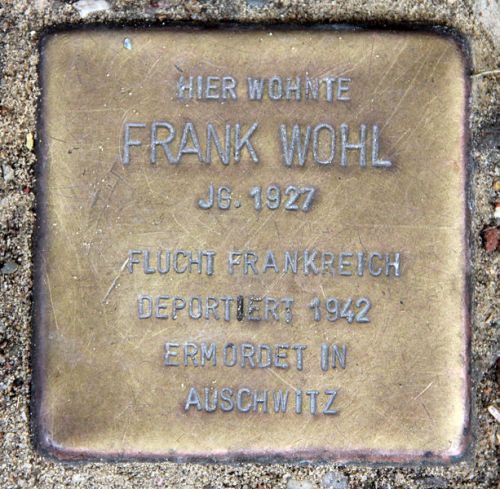 HIER WOHNTE
FRANK WOHL
JG. 1927
FLUCHT FRANKREICH
DEPORTIERT 1942
ERMORDET IN
AUSCHWITZ